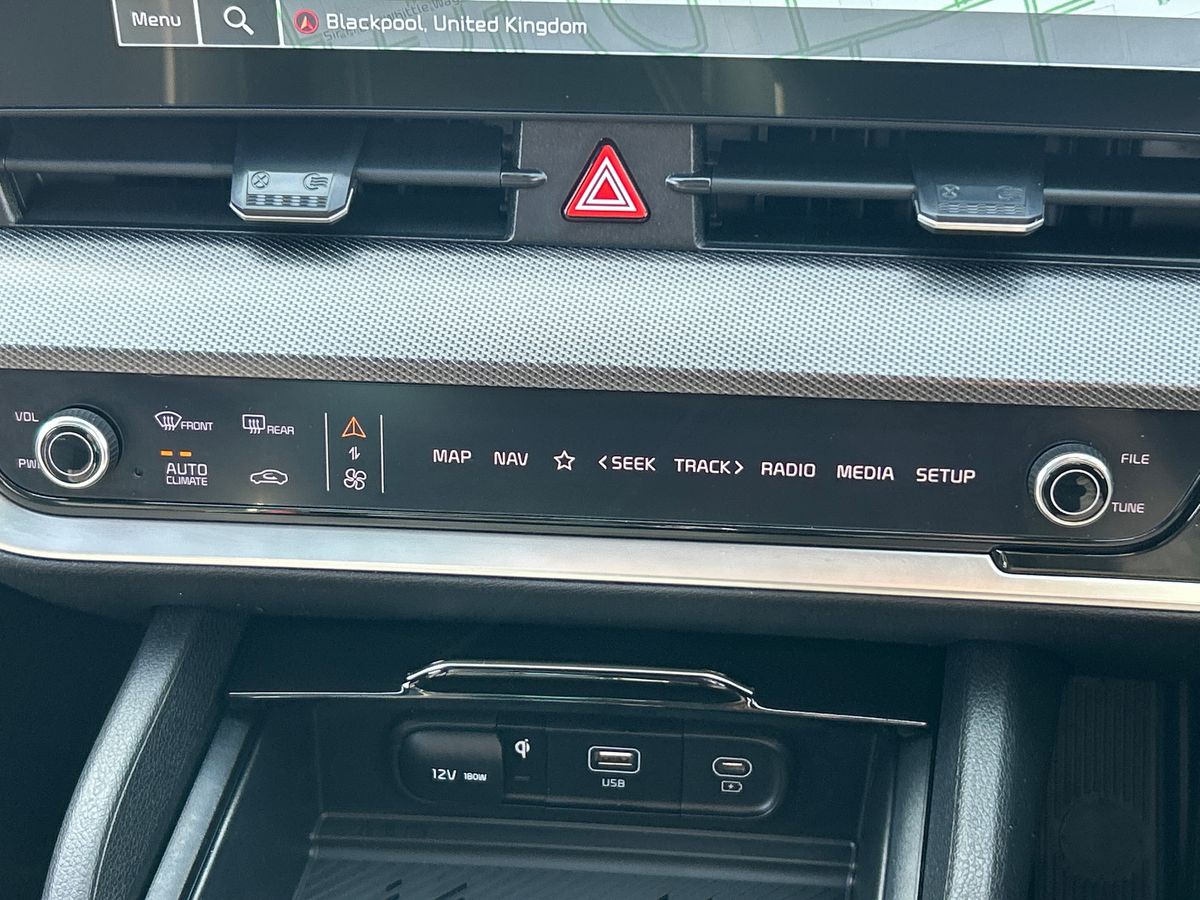 Menu
Blackpool, United Kingdom
VOL
FRONT
REAR
AUTO
CLIMATE
MAP NAV <SEEK TRACK> RADIO MEDIA SETUP
FILE
TUNE
12V 180W
USB